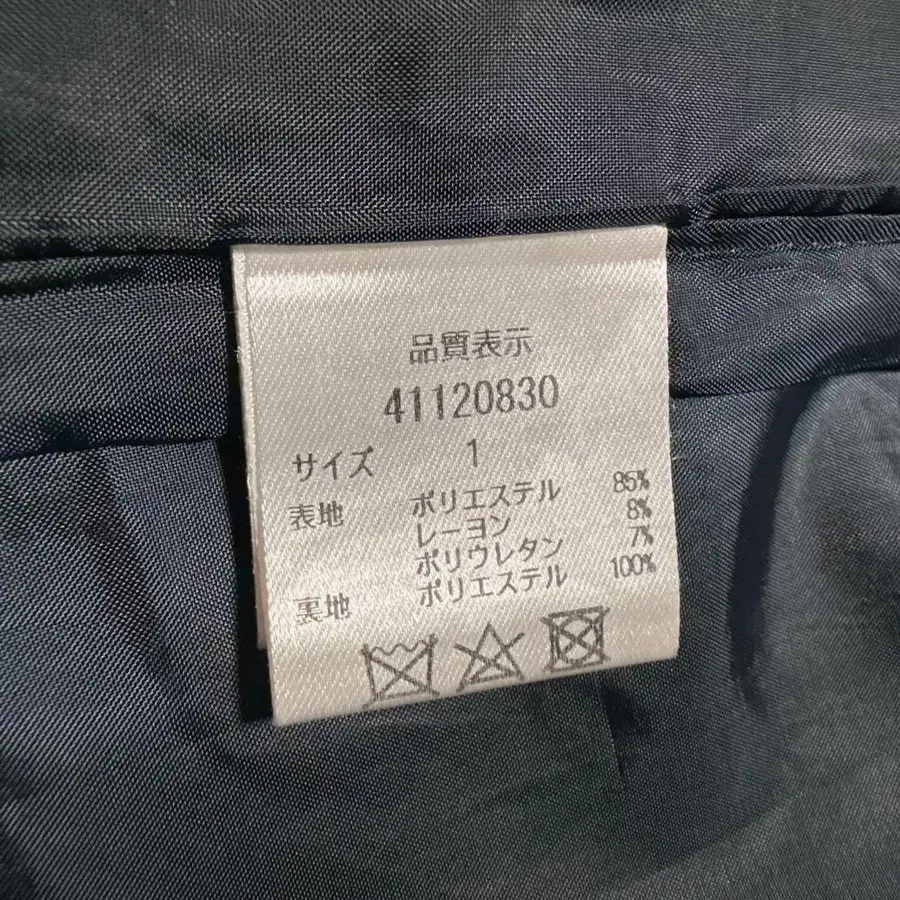 品質表示
41120830
サイズ 1
表地 ポリエステル 85%
レーヨン 8%
ポリウレタン 7%
裏地 ポリエステル 100%